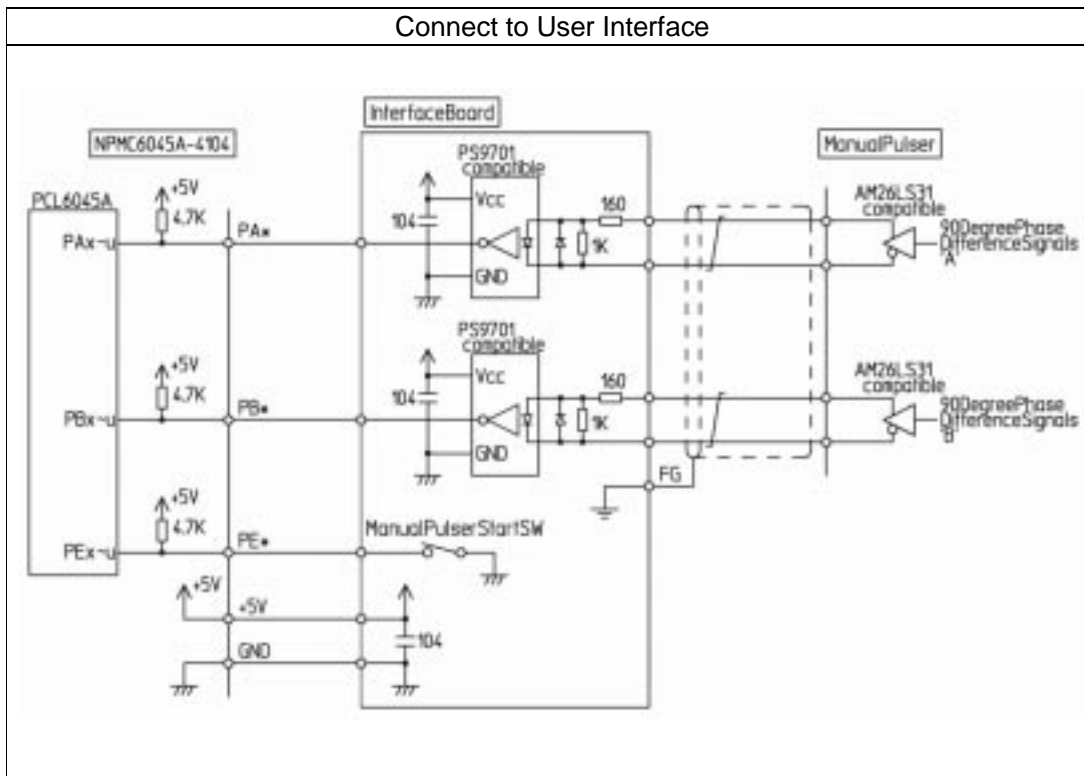 Connect to User Interface
InterfaceBoard
NPMC6045A-4104
ManualPulser
PS9701
compatible
PCL6045A
+5V
4.7K
Vcc
104
160
1K
AM26LS31
compatible
90DegreePhase
DifferenceSignals
A
PAx~u
PA*
GND
PS9701
compatible
+5V
4.7K
Vcc
104
160
1K
AM26LS31
compatible
90DegreePhase
DifferenceSignals
B
PBx~u
PB*
GND
FG
+5V
4.7K
ManualPulserStartSW
PEx~u
PE*
+5V
+5V
104
GND